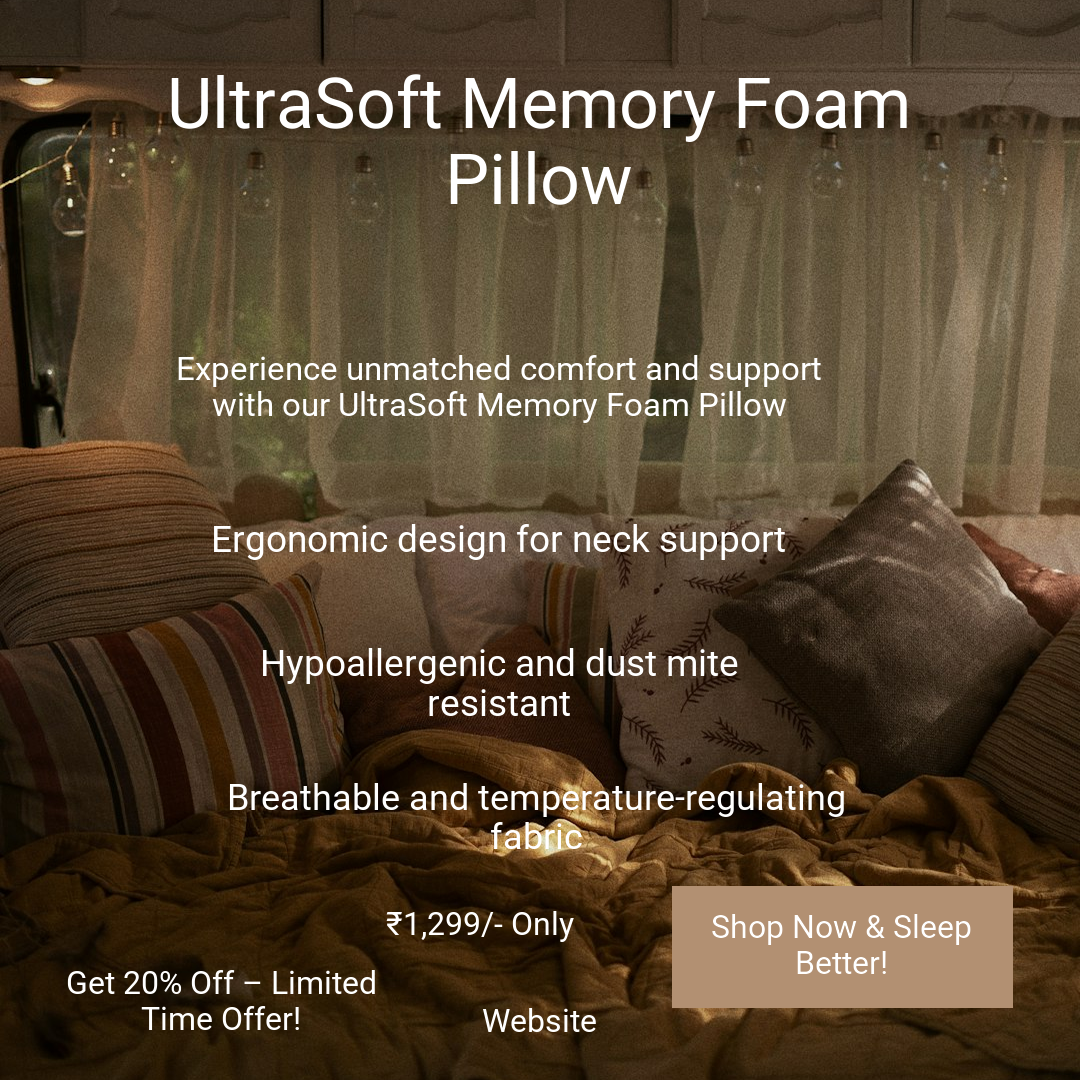 UltraSoft Memory Foam
Pillow
Experience unmatched comfort and support
with our UltraSoft Memory Foam Pillow
Ergonomic design for neck support
Hypoallergenic and dust mite
resistant
Breathable and temperature-regulating
fabric
₹1,299/- Only
Shop Now & Sleep
Better!
Get 20% Off – Limited
Time Offer!
Website